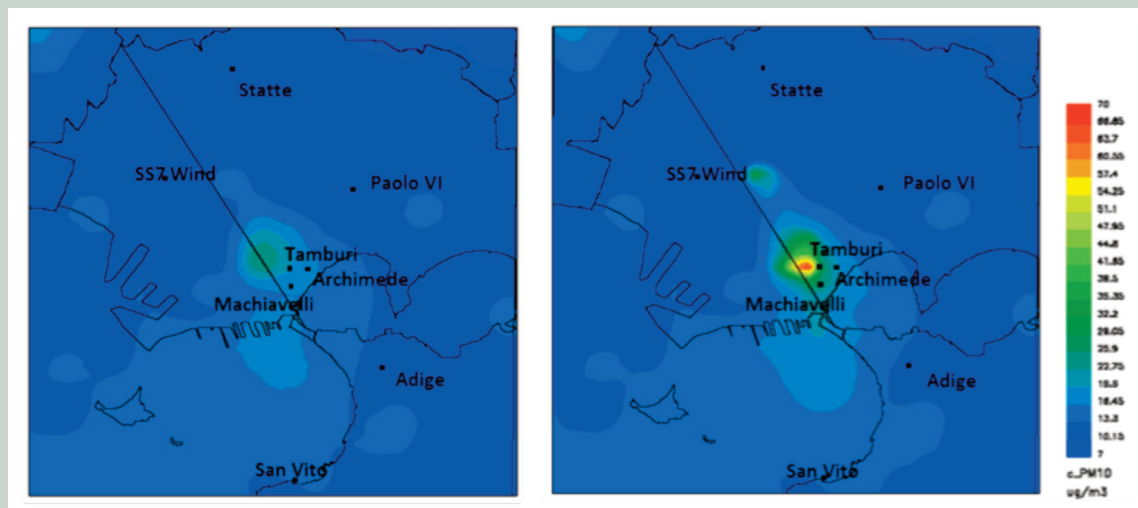 Statte
SS7 Wind
Paolo VI
Tamburi
Archimede
Machiavelli
Adige
San Vito
Statte
SS7 Wind
Paolo VI
Tamburi
Archimede
Machiavelli
Adige
San Vito
70
66.85
63.7
60.55
57.4
54.25
51.1
47.95
44.8
41.65
38.5
35.35
32.2
29.05
25.9
22.75
19.6
16.45
13.3
10.15
7
c_PM10
ug/m3